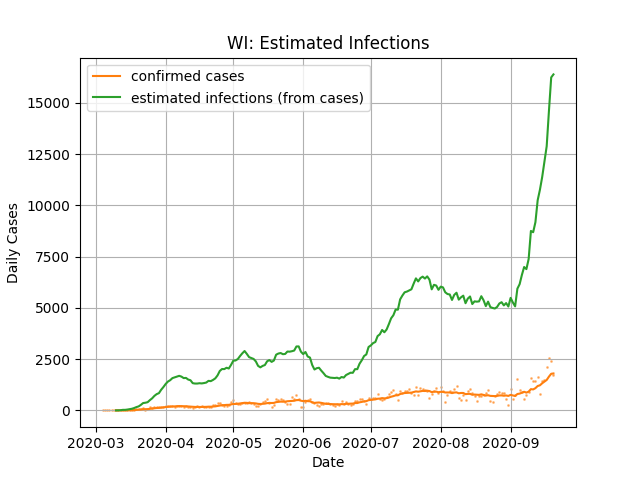 WI: Estimated Infections
confirmed cases
estimated infections (from cases)
15000
12500
10000
7500
5000
2500
0
Daily Cases
2020-03 2020-04 2020-05 2020-06 2020-07 2020-08 2020-09
Date